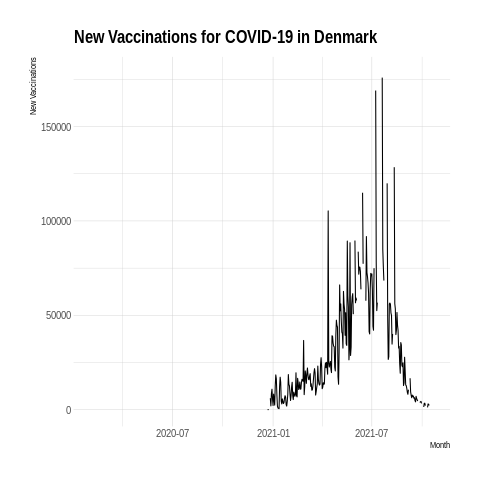 New Vaccinations for COVID-19 in Denmark
New Vaccinations
150000
100000
50000
0
2020-07
2021-01
2021-07
Month